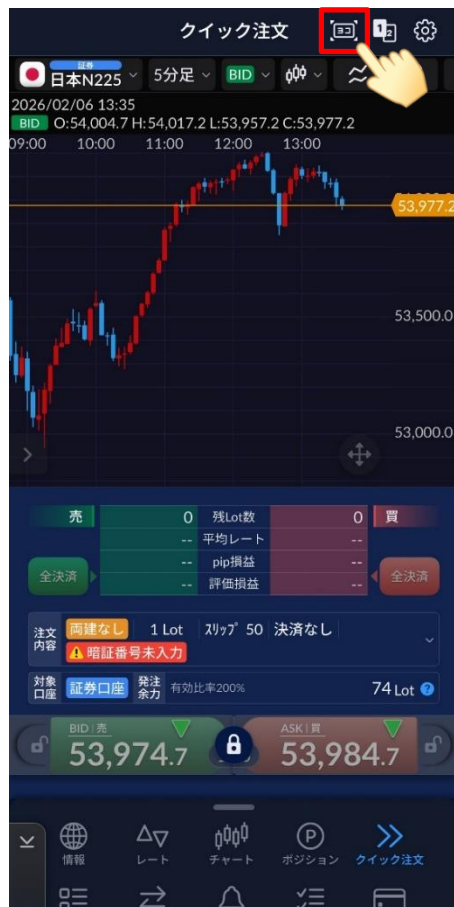 クイック注文
1 2
証券
日本N225 5分足 BID
2026/02/06 13:35
BID O:54,004.7 H:54,017.2 L:53,957.2 C:53,977.2
09:00 10:00 11:00 12:00 13:00
53,977.2
53,500.0
53,000.0
売 0 残Lot数 0 買
-- 平均レート --
全決済 -- pip損益 -- 全決済
-- 評価損益 --
注文内容 両建なし 1 Lot スリップ 50 決済なし
暗証番号未入力
対象口座 証券口座 発注余力 有効比率200% 74 Lot ?
BID|売 ASK|買
53,974.7 53,984.7
情報 レート チャート P ポジション クイック注文